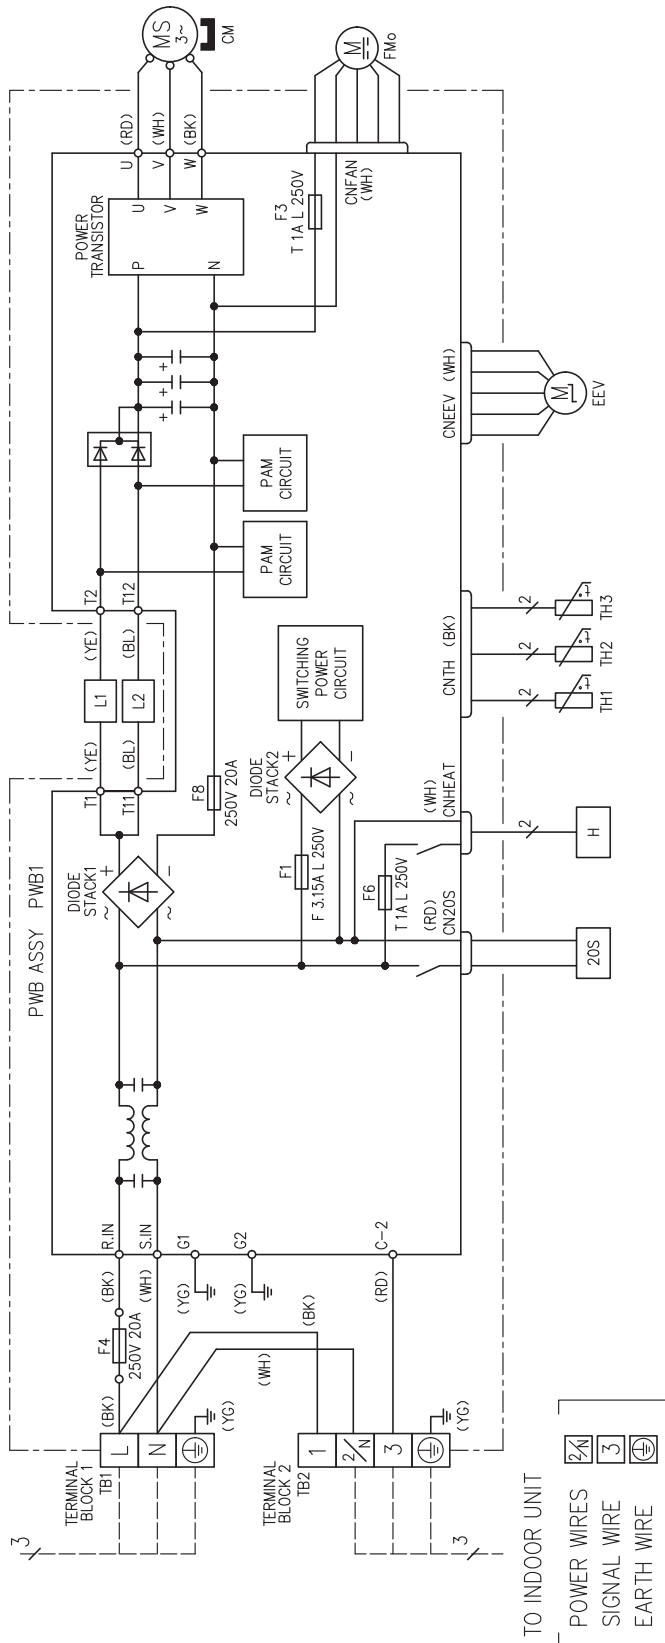 TERMINAL
BLOCK 1
TB1
3
L
N
(YG)
(BK)
F4
250V 20A
(BK)
(WH)
R.IN
S.IN
(YG)
G1
(YG)
G2
(BK)
(WH)
TERMINAL
BLOCK 2
TB2
1
2/N
3
3
(YG)
(RD)
C-2
PWB ASSY PWB1
DIODE
STACK1
~
+
~
−
T1
T11
(YE)
(BL)
L1
L2
(YE)
(BL)
T2
T12
F8
250V 20A
PAM
CIRCUIT
PAM
CIRCUIT
+
+
+
POWER
TRANSISTOR
P
N
U
V
W
U
V
W
(RD)
(WH)
(BK)
MS
3~
CM
F3
T 1A L 250V
CNFAN
(WH)
M
FMo
F1
F 3.15A L 250V
DIODE
STACK2
~
+
~
−
SWITCHING
POWER
CIRCUIT
F6
T 1A L 250V
(RD)
CN20S
(WH)
CNHEAT
CNTH (BK)
CNEEV (WH)
20S
2
H
2
2
2
t°
t°
t°
TH1
TH2
TH3
M
EEV
TO INDOOR UNIT
POWER WIRES 2/N
SIGNAL WIRE 3
EARTH WIRE